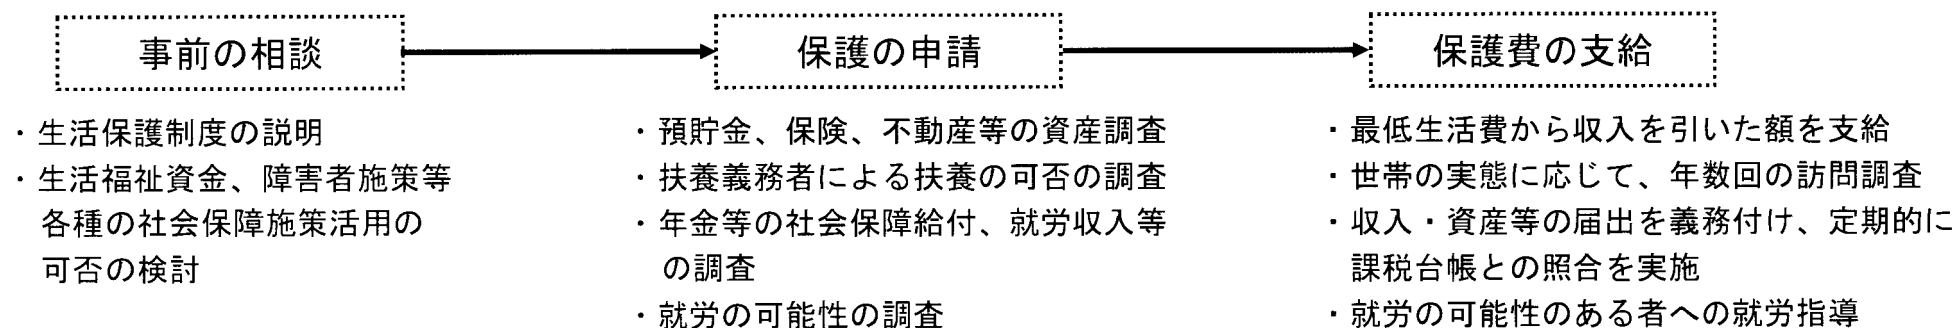 事前の相談
・生活保護制度の説明
・生活福祉資金、障害者施策等
各種の社会保障施策活用の
可否の検討
保護の申請
・預貯金、保険、不動産等の資産調査
・扶養義務者による扶養の可否の調査
・年金等の社会保障給付、就労収入等
の調査
・就労の可能性の調査
保護費の支給
・最低生活費から収入を引いた額を支給
・世帯の実態に応じて、年数回の訪問調査
・収入・資産等の届出を義務付け、定期的に
課税台帳との照合を実施
・就労の可能性のある者への就労指導